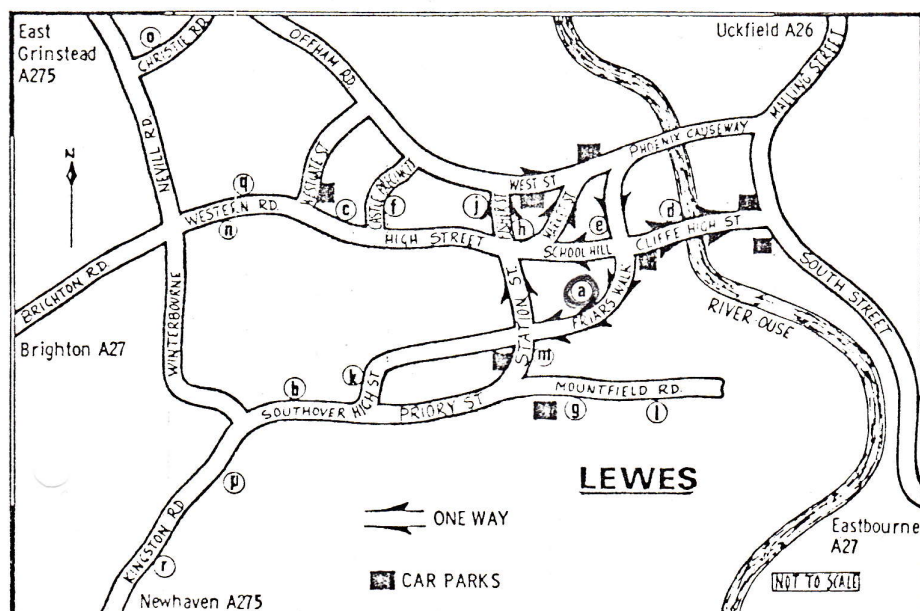 East
Grinstead
A275
o
CHRISTIE RD
OFFHAM RD.
Uckfield A26
MALLING STREET
N
NEVILL RD.
PHOENIX CAUSEWAY
WESTGATE ST
WEST ST
q
WESTERN RD
n
c
f
j
h
e
d
HIGH STREET
SCHOOL HILL
CLIFFE HIGH ST
BRIGHTON RD.
Brighton A27
WINTERBOURNE
STATION ST.
a
FRIARS WALK
RIVER OUSE
SOUTH STREET
m
k
b
SOUTHOVER HIGH ST
PRIORY ST
MOUNTFIELD RD.
g
l
p
LEWES
KINGSTON RD
r
ONE WAY
CAR PARKS
Newhaven A275
Eastbourne
A27
NOT TO SCALE